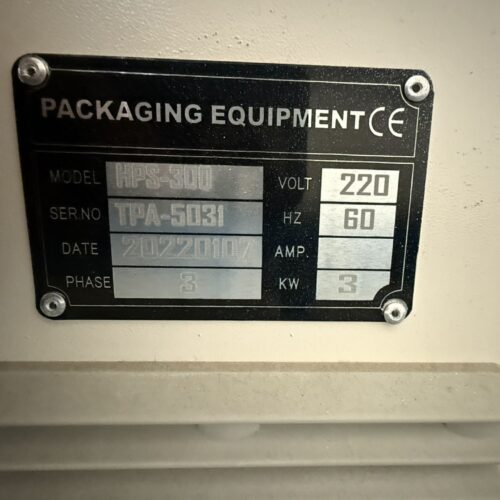 PACKAGING EQUIPMENT CE
MODEL HPS-300 VOLT 220
SER.NO TPA-5031 HZ 60
DATE 20220107 AMP.
PHASE 3 KW 3